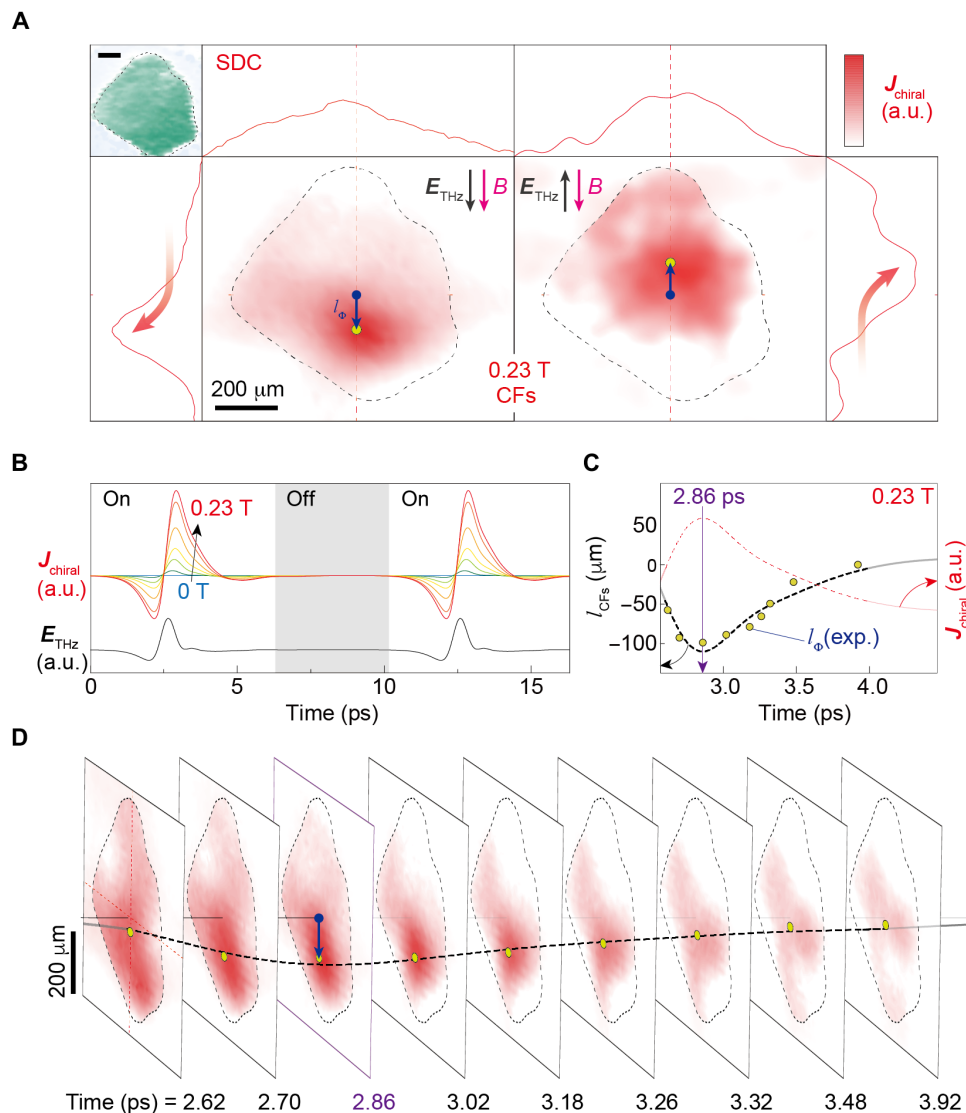 A
SDC
J chiral
(a.u.)
E THz
B
E THz
B
lΦ
200 μm
0.23 T
CFs
B
On
Off
On
0.23 T
J chiral
(a.u.)
0 T
E THz
(a.u.)
0
5
10
15
Time (ps)
C
2.86 ps
0.23 T
50
0
−50
−100
l CFs (μm)
lΦ(exp.)
J chiral (a.u.)
3.0
3.5
4.0
Time (ps)
D
200 μm
Time (ps) = 2.62 2.70 2.86 3.02 3.18 3.26 3.32 3.48 3.92